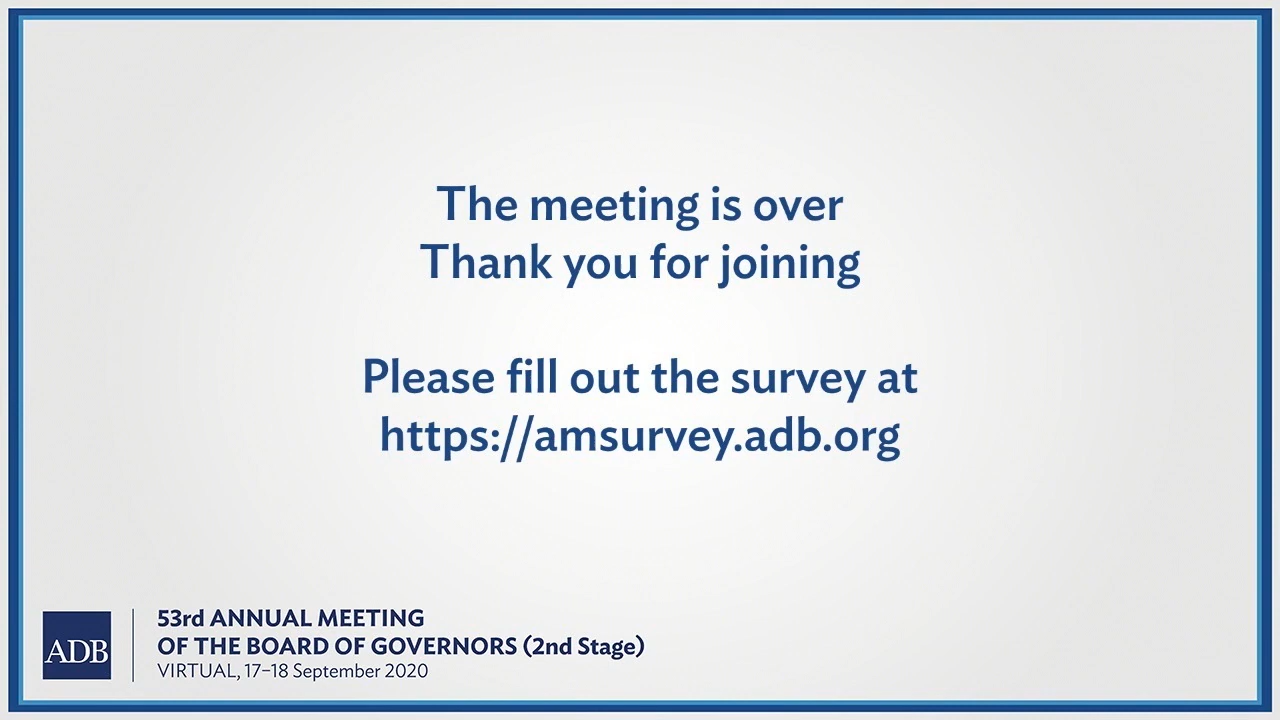 The meeting is over
Thank you for joining
Please fill out the survey at
https://amsurvey.adb.org
ADB
53rd ANNUAL MEETING
OF THE BOARD OF GOVERNORS (2nd Stage)
VIRTUAL, 17–18 September 2020